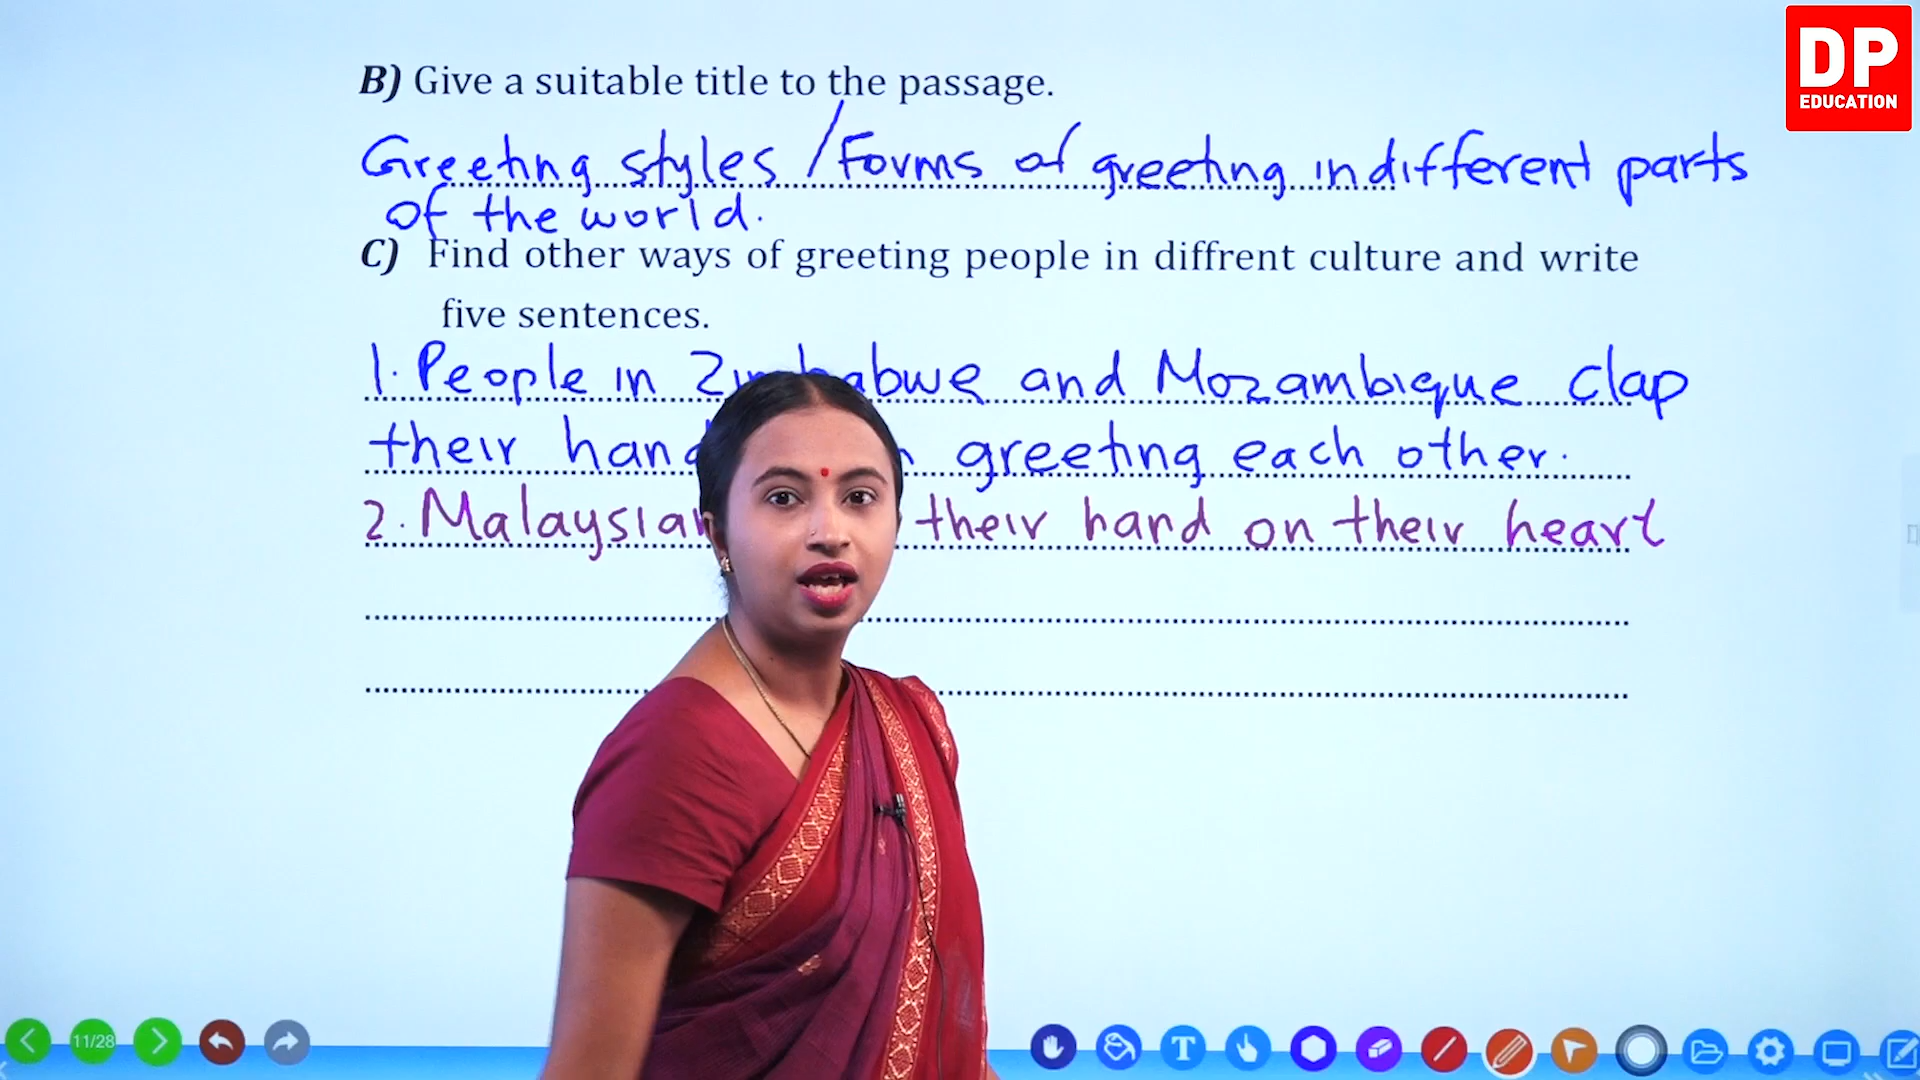 DP
EDUCATION
B) Give a suitable title to the passage.
Greeting styles / Forms of greeting in different parts
of the world.
C) Find other ways of greeting people in diffrent culture and write
five sentences.
1. People in Zimbabwe and Mozambique clap
their greeting each other.
2. their hand on their heart
11/28